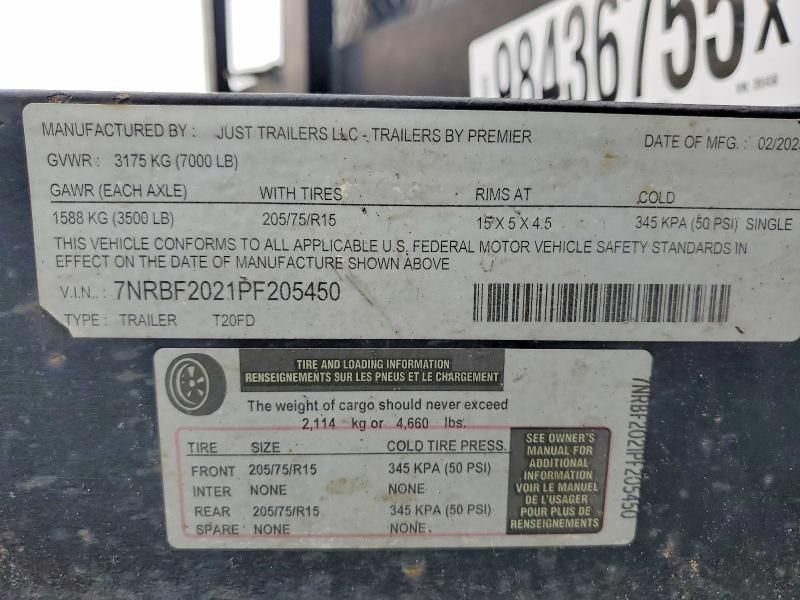 98436755X
MANUFACTURED BY : JUST TRAILERS LLC - TRAILERS BY PREMIER
DATE OF MFG. : 02/202
GVWR : 3175 KG (7000 LB)
GAWR (EACH AXLE) WITH TIRES RIMS AT COLD
1588 KG (3500 LB) 205/75/R15 15 X 5 X 4.5 345 KPA (50 PSI) SINGLE
THIS VEHICLE CONFORMS TO ALL APPLICABLE U.S. FEDERAL MOTOR VEHICLE SAFETY STANDARDS IN
EFFECT ON THE DATE OF MANUFACTURE SHOWN ABOVE
V.I.N.. : 7NRBF2021PF205450
TYPE : TRAILER T20FD
TIRE AND LOADING INFORMATION
RENSEIGNEMENTS SUR LES PNEUS ET LE CHARGEMENT
The weight of cargo should never exceed
2,114 kg or 4,660 lbs.
TIRE SIZE COLD TIRE PRESS.
FRONT 205/75/R15 345 KPA (50 PSI)
INTER NONE NONE
REAR 205/75/R15 345 KPA (50 PSI)
SPARE NONE NONE
SEE OWNER'S
MANUAL FOR
ADDITIONAL
INFORMATION
VOIR LE MANUEL
DE L'USAGER
POUR PLUS DE
RENSEIGNEMENTS
7NRBF2021PF205450